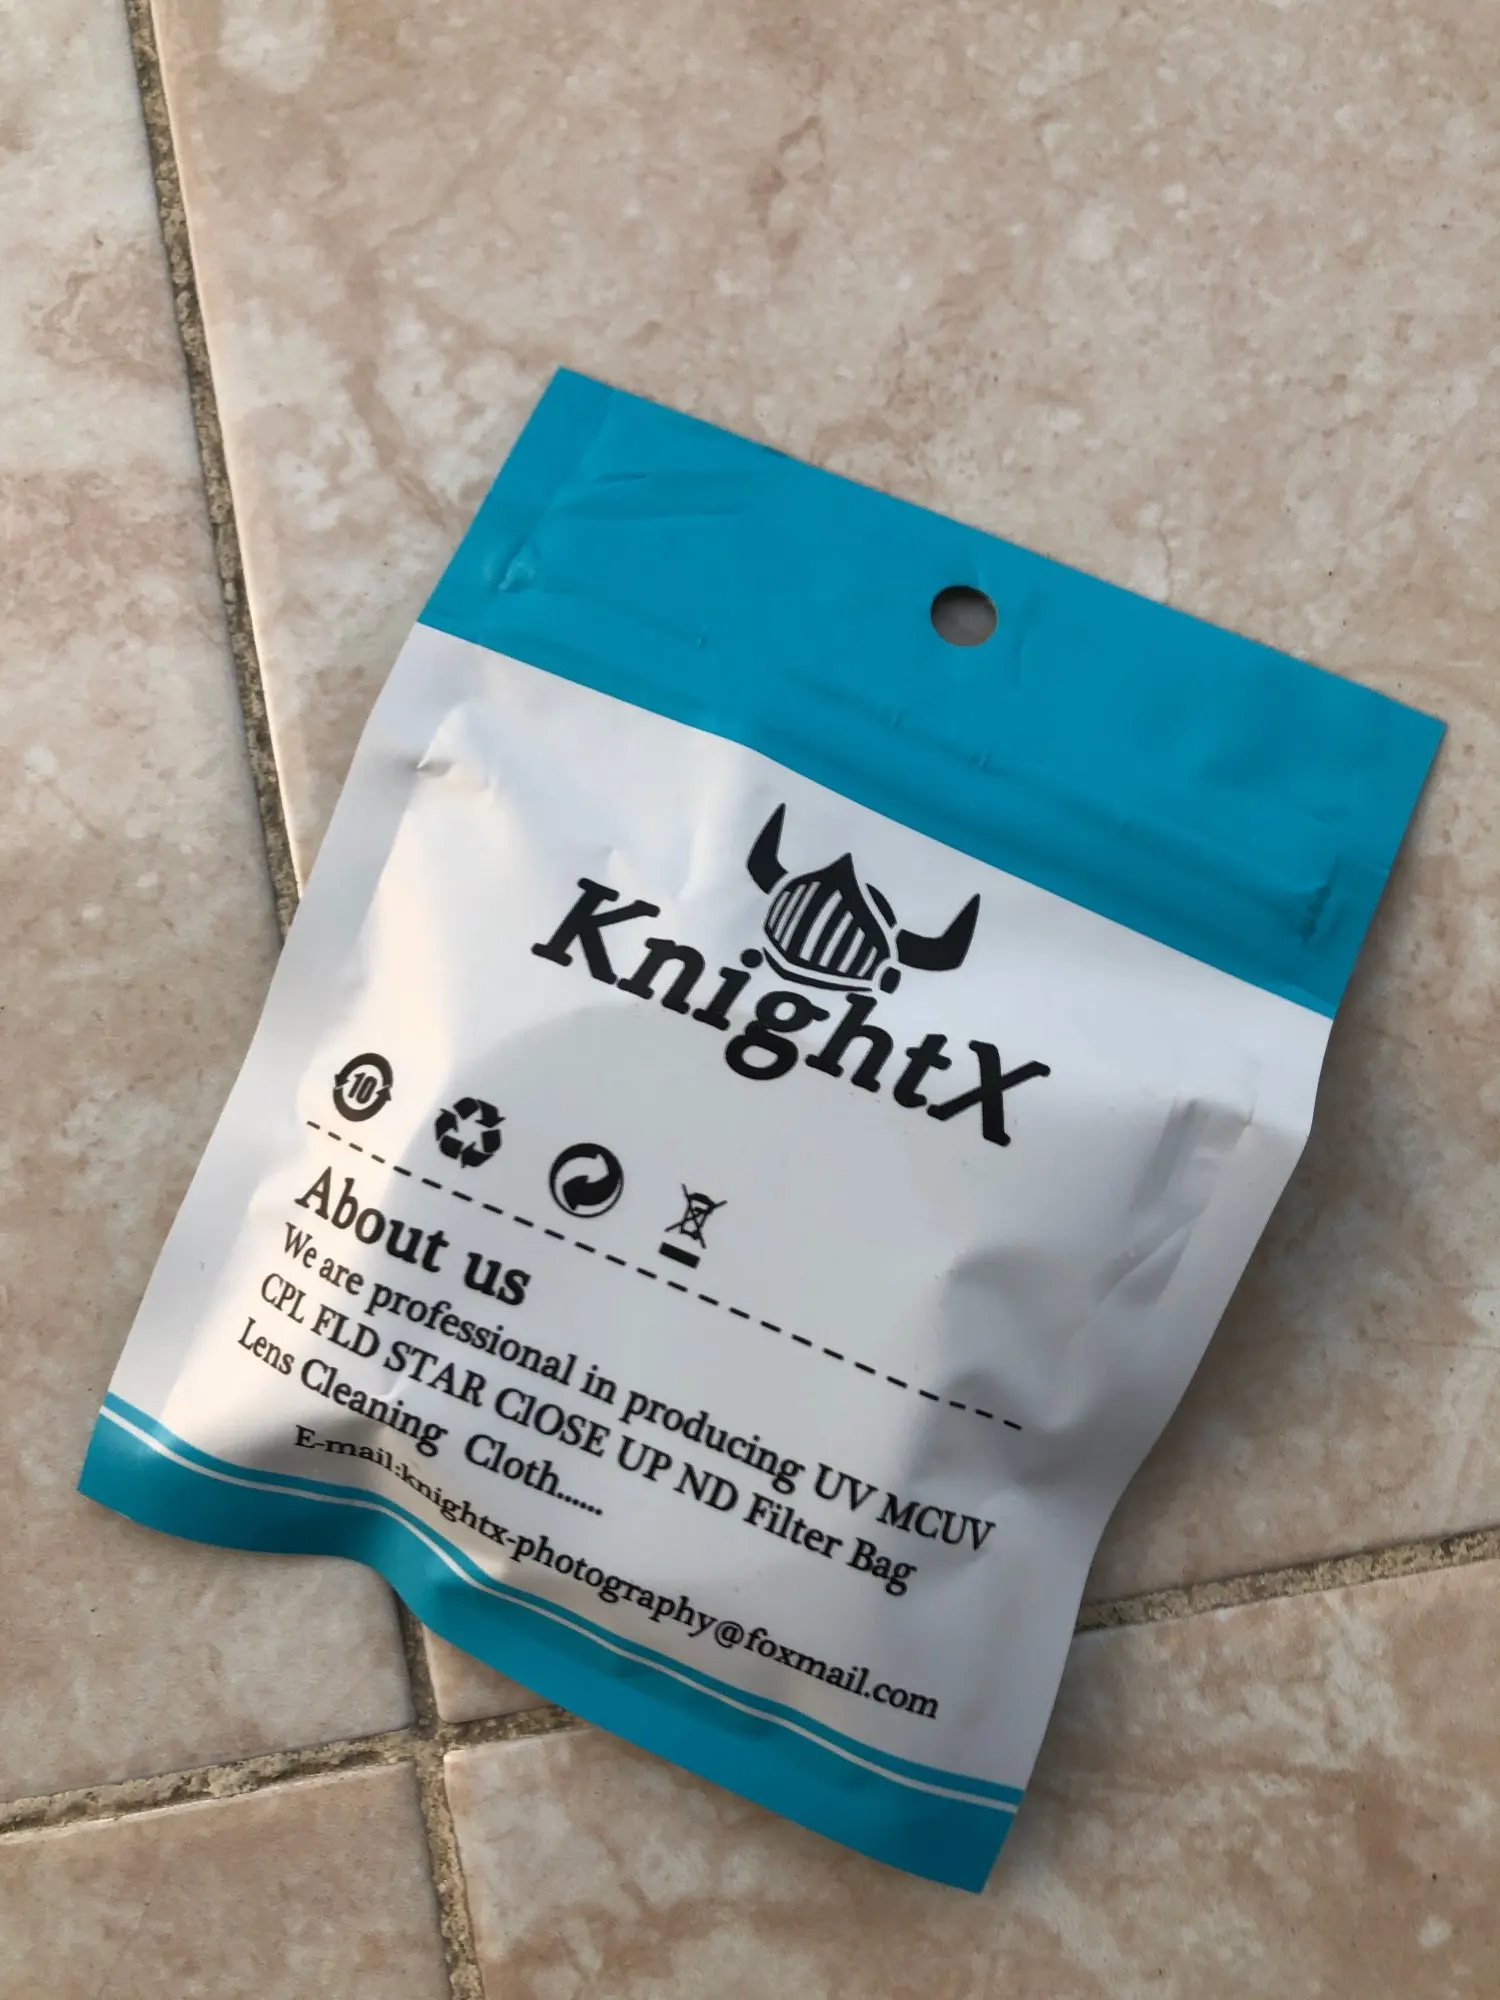 KnightX
10
About us
We are professional in producing UV MCUV
CPL FLD STAR ClOSE UP ND Filter Bag
Lens Cleaning Cloth......
E-mail:knightx-photography@foxmail.com